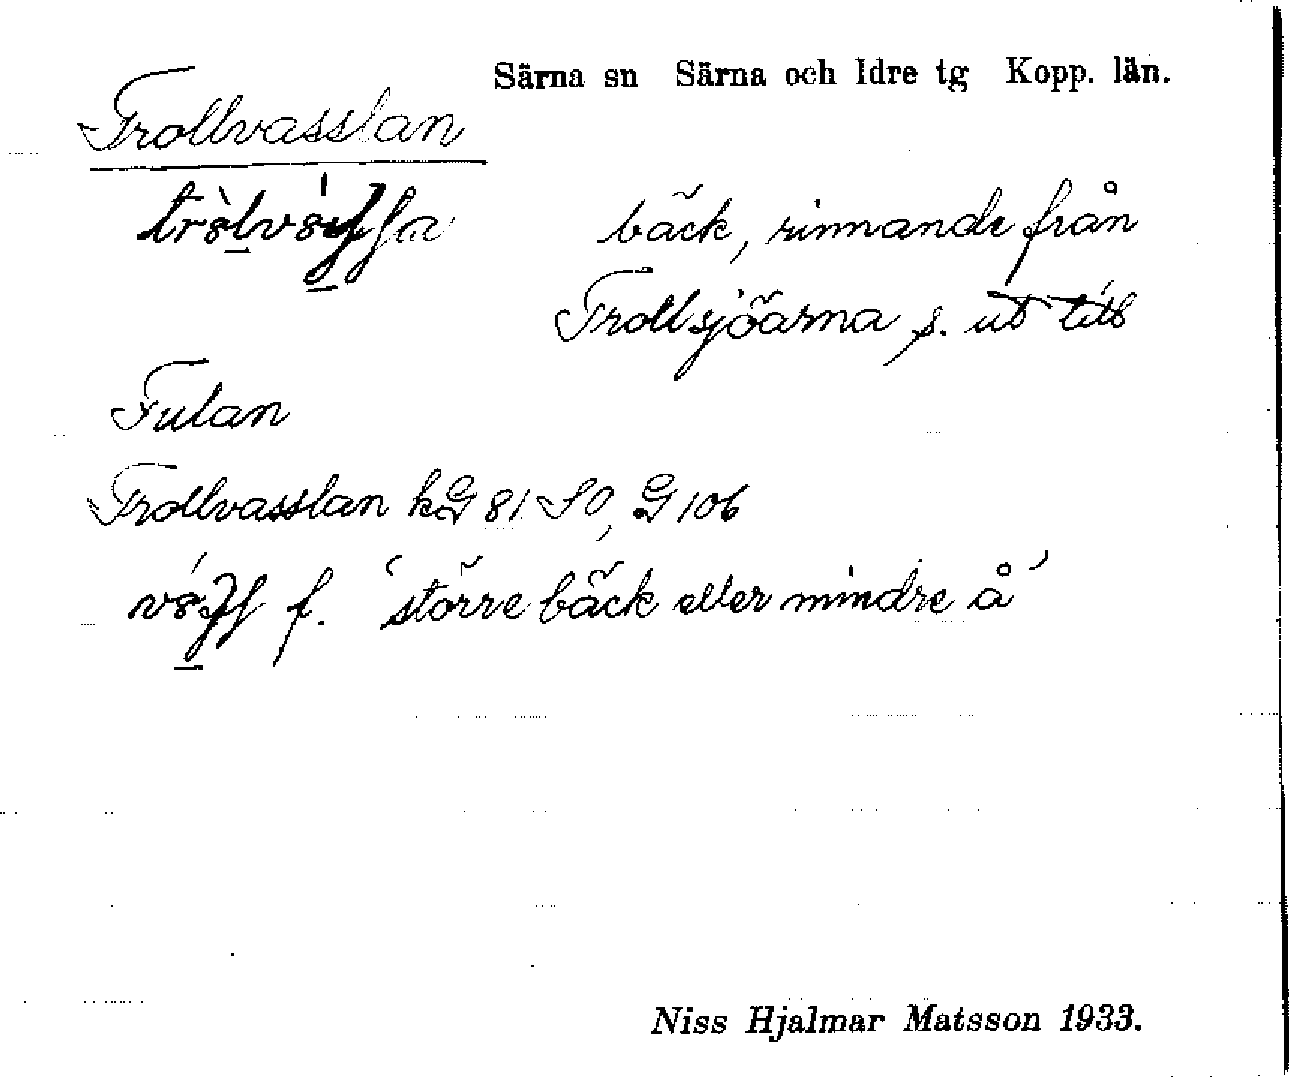 Särna sn Särna och Idre tg Kopp. län.
Trollvasslan
bäck, rinnande från
Trollsjöarna s. ut till
Fulan
Trollvasslan kG 81 SO, G 106
f. 'större bäck eller mindre å'
Niss Hjalmar Matsson 1933.